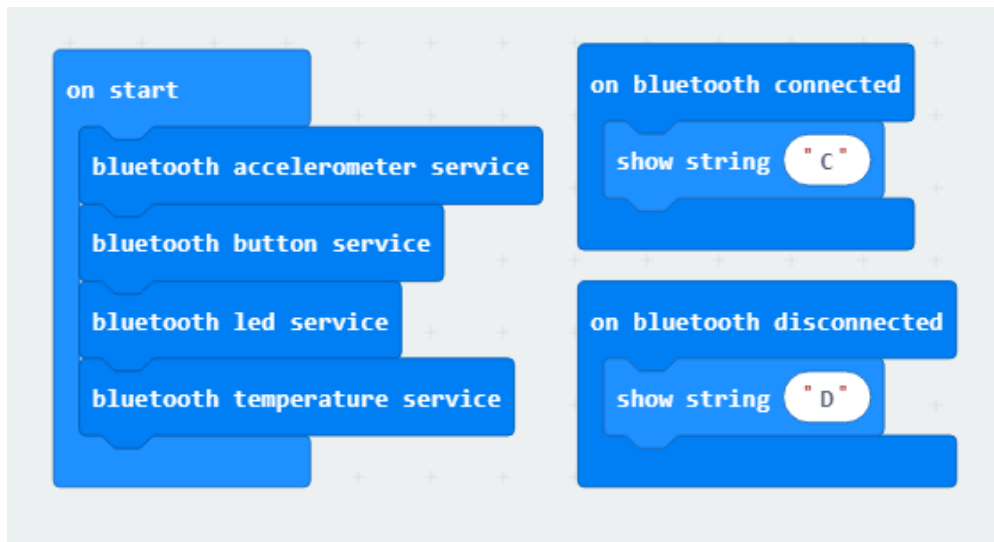 on start
bluetooth accelerometer service
bluetooth button service
bluetooth led service
bluetooth temperature service
on bluetooth connected
show string "C"
on bluetooth disconnected
show string "D"